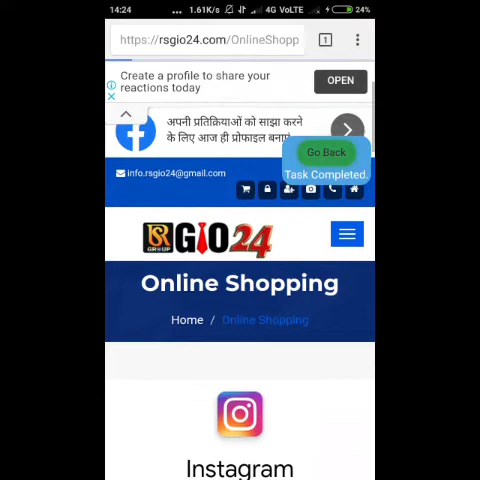 14:24 ... 1.61K/s 4G VoLTE 24%
https://rsgio24.com/OnlineShopp 1
Create a profile to share your
reactions today
OPEN
अपनी प्रतिक्रियाओं को साझा करने
के लिए आज ही प्रोफाइल बनाएं
Go Back
Task Completed.
info.rsgio24@gmail.com
GROUP
GIO24
Online Shopping
Home / Online Shopping
Instagram